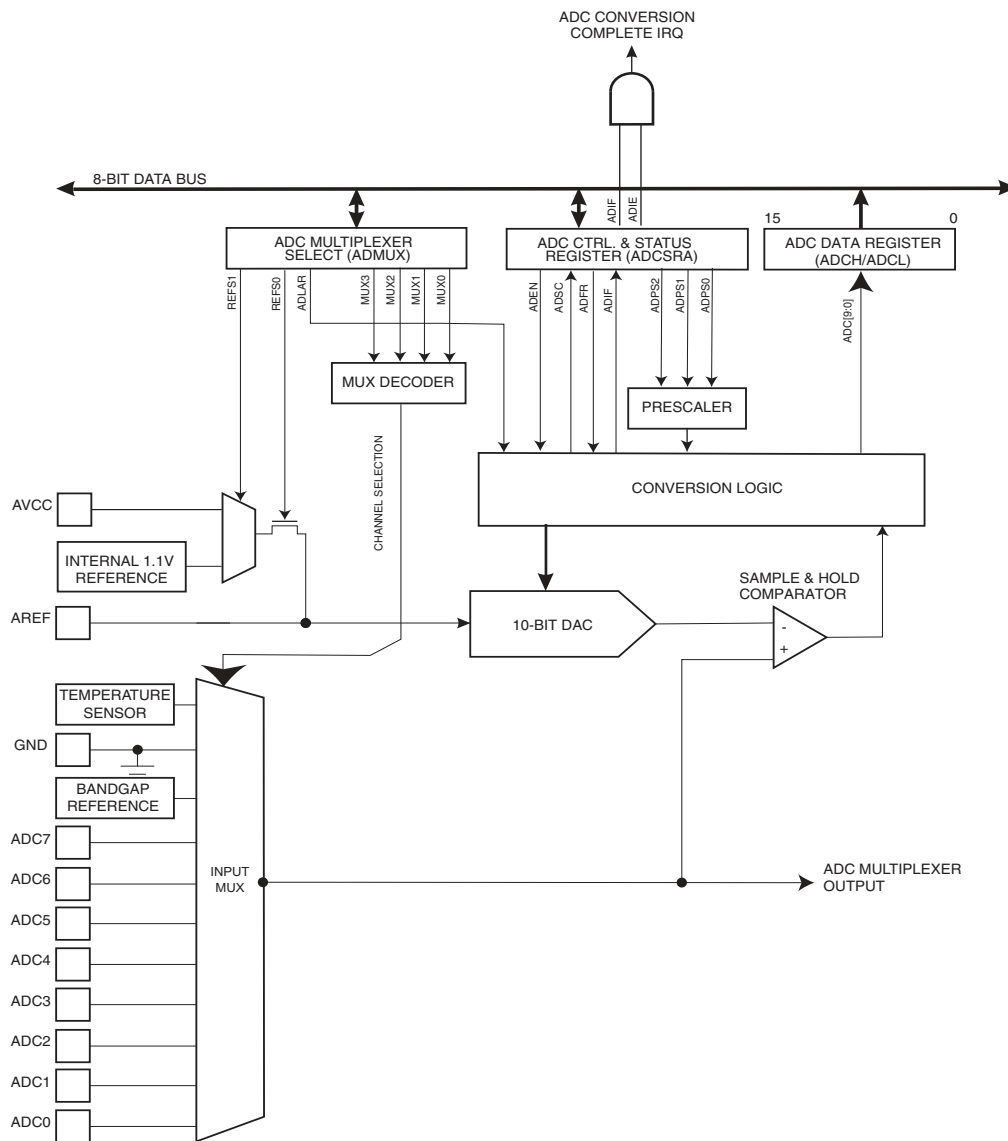 ADC CONVERSION
COMPLETE IRQ
8-BIT DATA BUS
ADIF
ADIE
15
0
ADC MULTIPLEXER
SELECT (ADMUX)
ADC CTRL. & STATUS
REGISTER (ADCSRA)
ADC DATA REGISTER
(ADCH/ADCL)
REFS1
REFS0
ADLAR
MUX3
MUX2
MUX1
MUX0
ADEN
ADSC
ADFR
ADIF
ADPS2
ADPS1
ADPS0
ADC[9:0]
MUX DECODER
PRESCALER
CHANNEL SELECTION
CONVERSION LOGIC
AVCC
INTERNAL 1.1V
REFERENCE
SAMPLE & HOLD
COMPARATOR
AREF
10-BIT DAC
-
+
TEMPERATURE
SENSOR
GND
BANDGAP
REFERENCE
ADC7
ADC6
ADC5
ADC4
ADC3
ADC2
ADC1
ADC0
INPUT
MUX
ADC MULTIPLEXER
OUTPUT